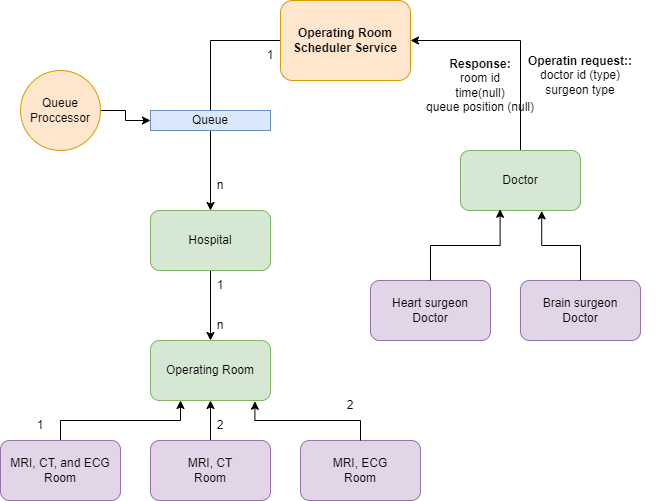 Operating Room
Scheduler Service
1
Response:
room id
time(null)
queue position (null)
Operatin request::
doctor id (type)
surgeon type
Queue
Proccessor
Queue
Doctor
n
Hospital
1
Heart surgeon
Doctor
Brain surgeon
Doctor
n
Operating Room
1
2
2
MRI, CT, and ECG
Room
MRI, CT
Room
MRI, ECG
Room